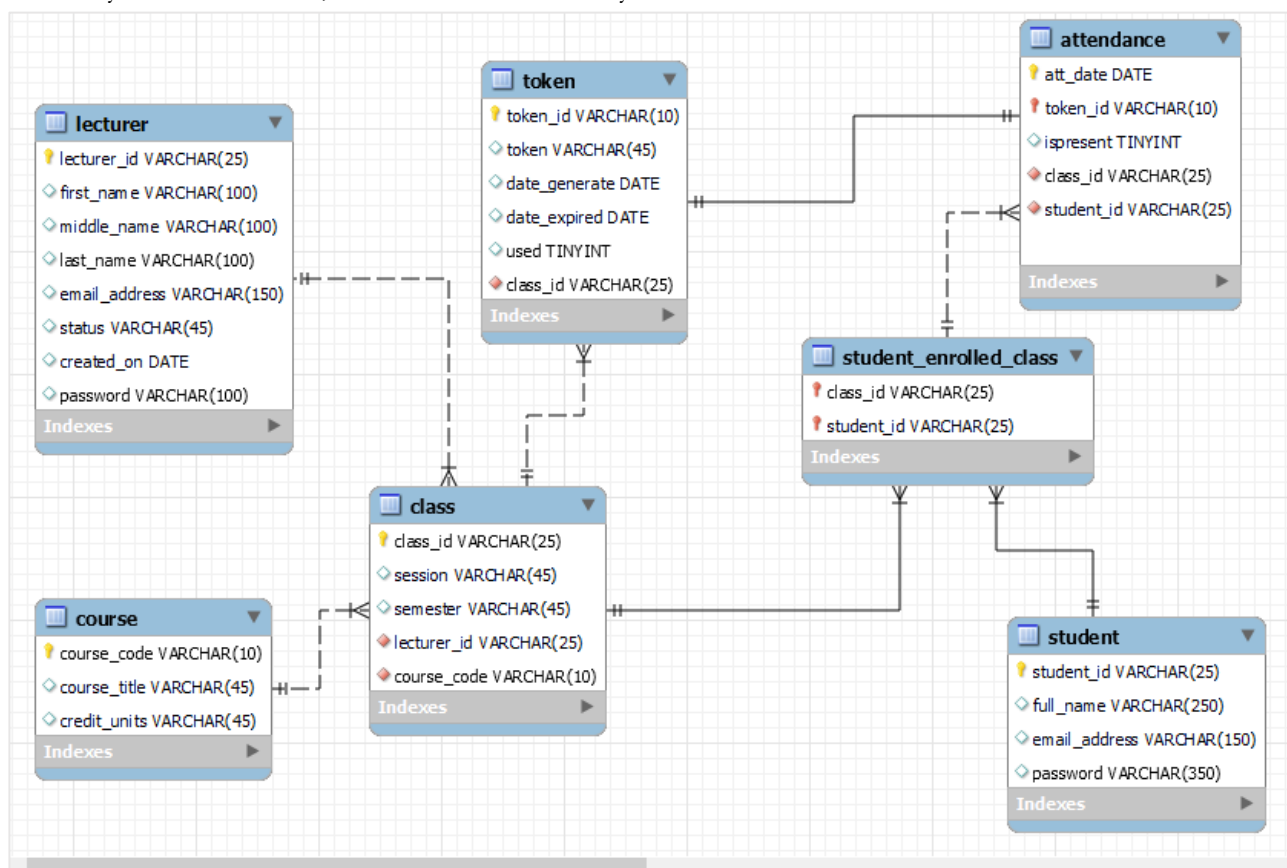 lecturer
lecturer_id VARCHAR(25)
first_name VARCHAR(100)
middle_name VARCHAR(100)
last_name VARCHAR(100)
email_address VARCHAR(150)
status VARCHAR(45)
created_on DATE
password VARCHAR(100)
Indexes
token
token_id VARCHAR(10)
token VARCHAR(45)
date_generate DATE
date_expired DATE
used TINYINT
class_id VARCHAR(25)
Indexes
attendance
att_date DATE
token_id VARCHAR(10)
ispresent TINYINT
class_id VARCHAR(25)
student_id VARCHAR(25)
Indexes
student_enrolled_class
class_id VARCHAR(25)
student_id VARCHAR(25)
Indexes
class
class_id VARCHAR(25)
session VARCHAR(45)
semester VARCHAR(45)
lecturer_id VARCHAR(25)
course_code VARCHAR(10)
Indexes
course
course_code VARCHAR(10)
course_title VARCHAR(45)
credit_units VARCHAR(45)
Indexes
student
student_id VARCHAR(25)
full_name VARCHAR(250)
email_address VARCHAR(150)
password VARCHAR(350)
Indexes